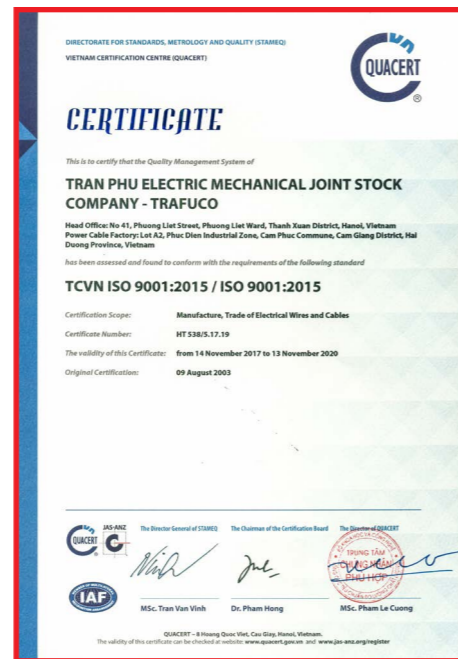 DIRECTORATE FOR STANDARDS, METROLOGY AND QUALITY (STAMEQ)
VIETNAM CERTIFICATION CENTRE (QUACERT)
QUACERT
®
CERTIFICATE
This is to certify that the Quality Management System of
TRAN PHU ELECTRIC MECHANICAL JOINT STOCK
COMPANY - TRAFUCO
Head Office: No 41, Phuong Liet Street, Phuong Liet Ward, Thanh Xuan District, Hanoi, Vietnam
Power Cable Factory: Lot A2, Phuc Dien Industrial Zone, Cam Phuc Commune, Cam Giang District, Hai
Duong Province, Vietnam
has been assessed and found to conform with the requirements of the following standard
TCVN ISO 9001:2015 / ISO 9001:2015
Certification Scope: Manufacture, Trade of Electrical Wires and Cables
Certificate Number: HT 538/5.17.19
The validity of this Certificate: from 14 November 2017 to 13 November 2020
Original Certification: 09 August 2003
QUACERT
JAS-ANZ
The Director General of STAMEQ
The Chairman of the Certification Board
The Director of QUACERT
TRUNG TÂM
CHỨNG NHẬN
PHÙ HỢP
IAF
MSc. Tran Van Vinh
Dr. Pham Hong
MSc. Pham Le Cuong
QUACERT – 8 Hoang Quoc Viet, Cau Giay, Hanoi, Vietnam.
The validity of this certificate can be checked at website: www.quacert.gov.vn and www.jas-anz.org/register